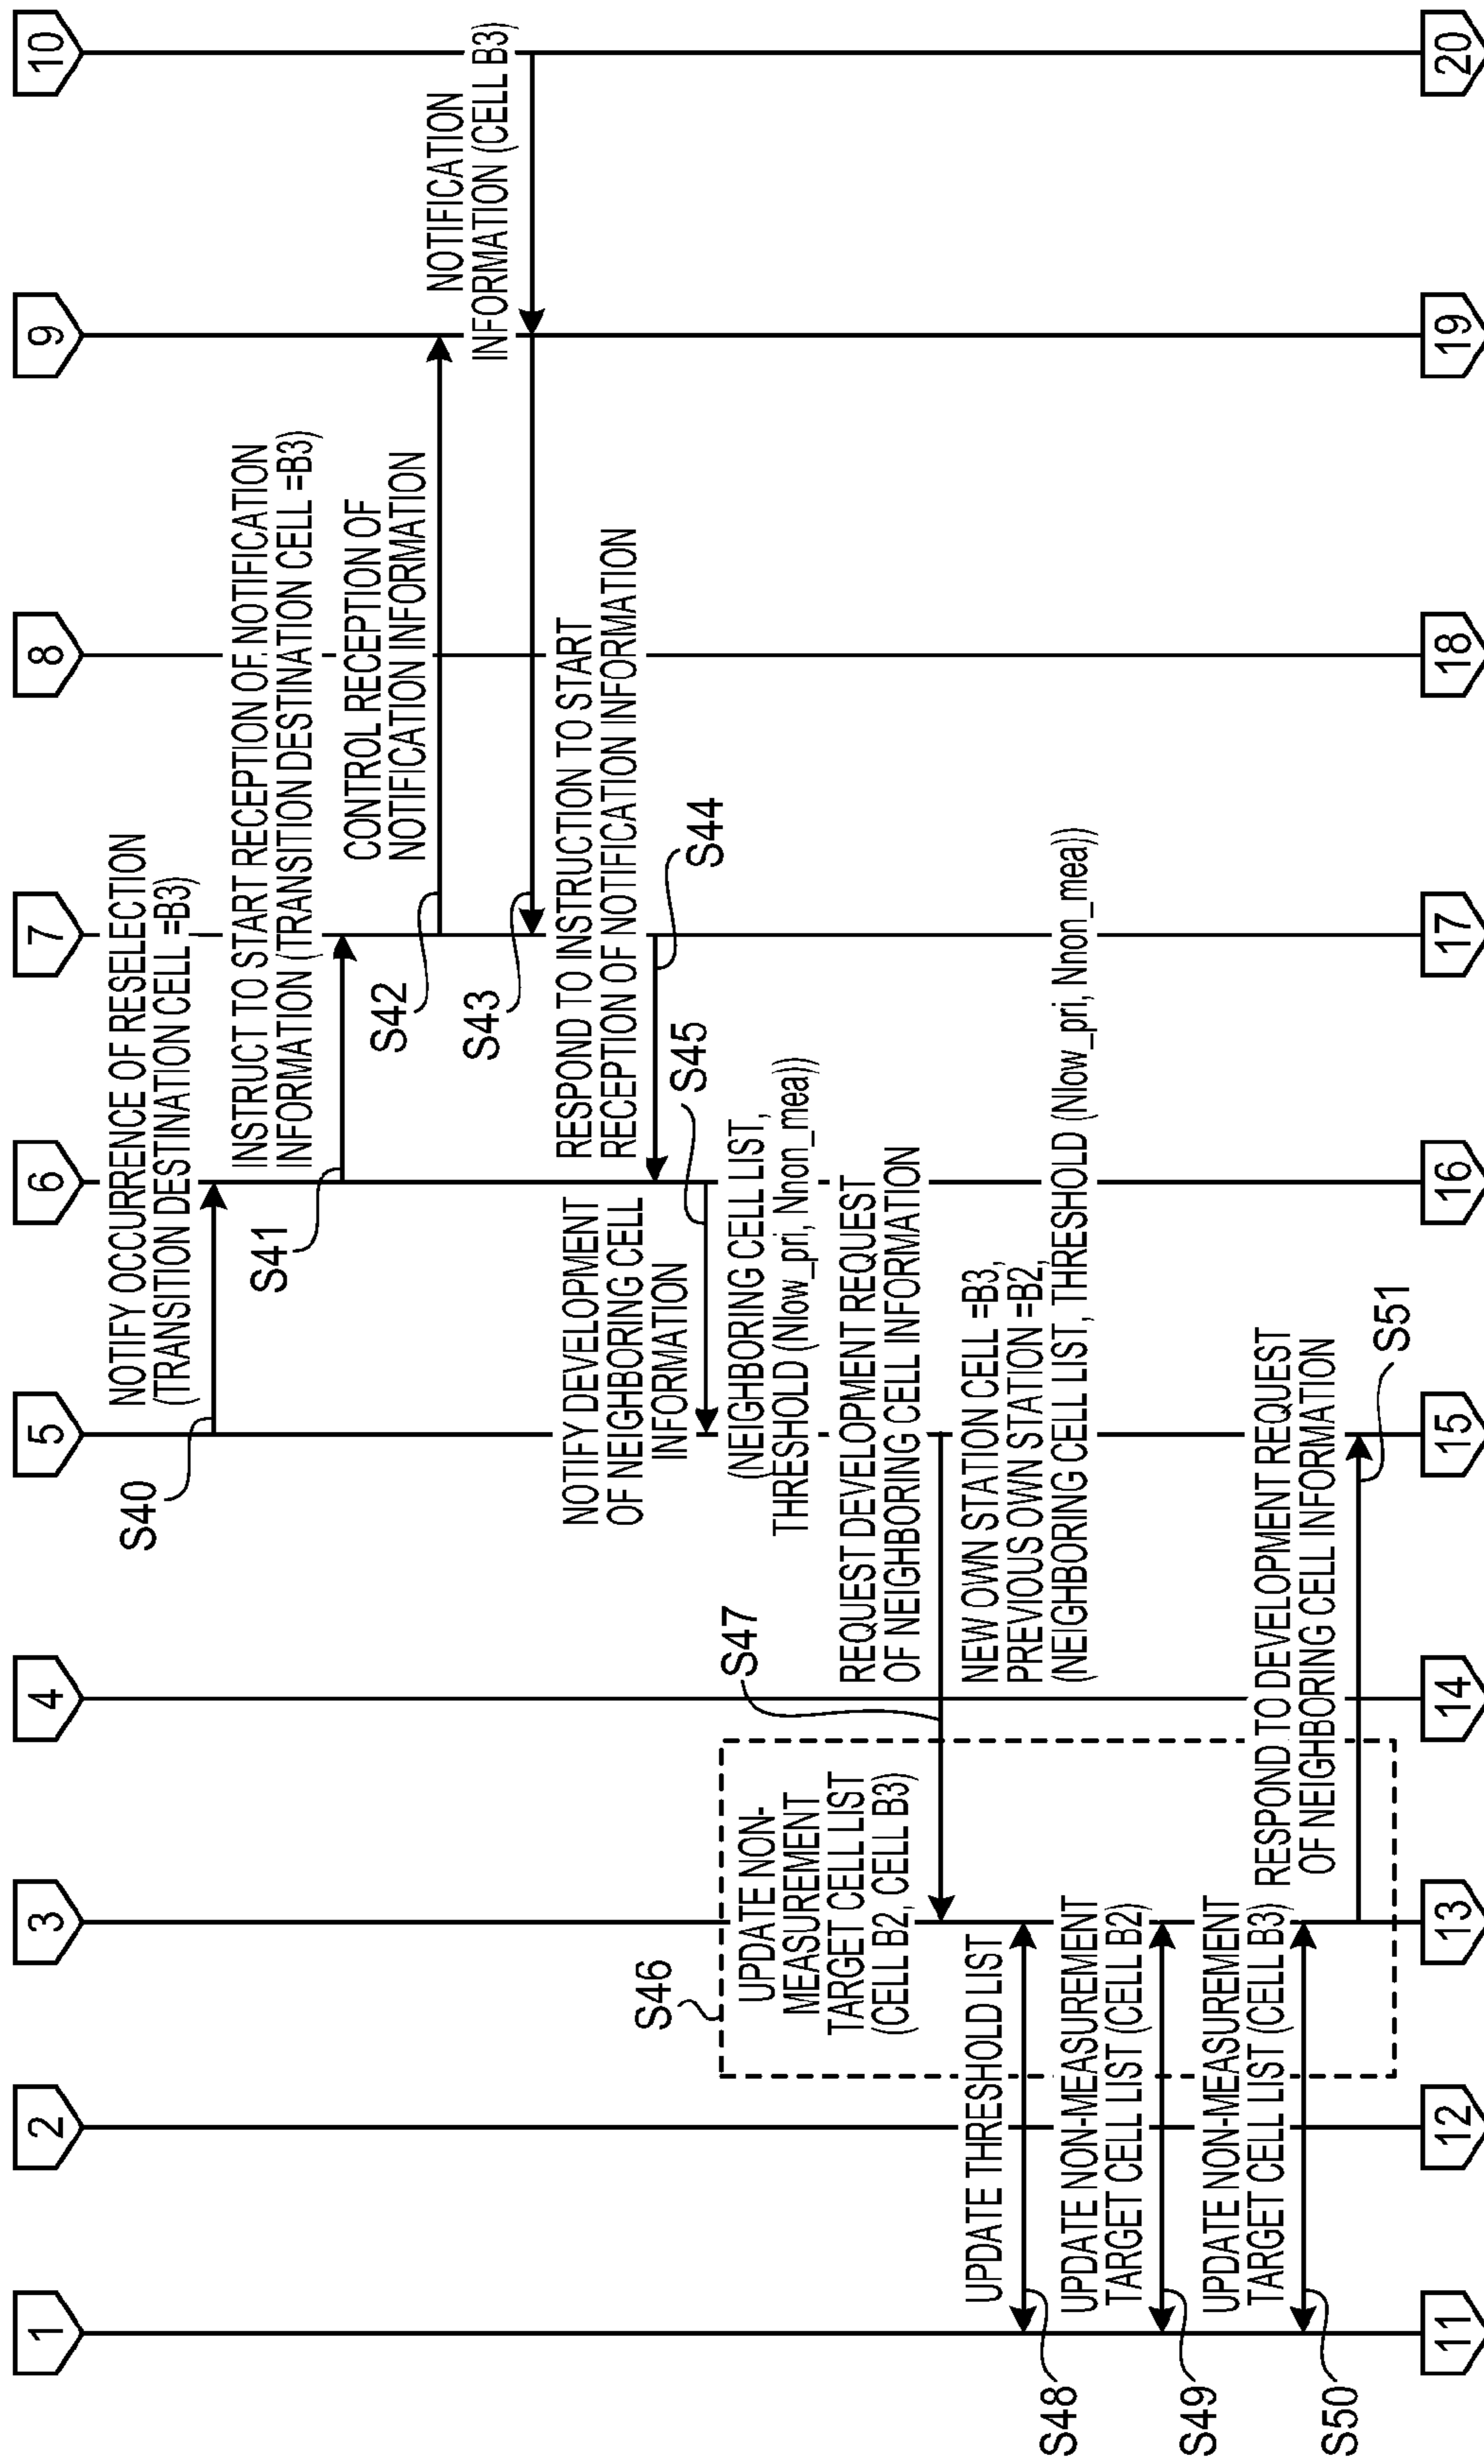 1
2
3
4
5
6
7
8
9
10
S40
NOTIFY OCCURRENCE OF RESELECTION
(TRANSITION DESTINATION CELL =B3)
S41
INSTRUCT TO START RECEPTION OF NOTIFICATION
INFORMATION (TRANSITION DESTINATION CELL =B3)
S42
CONTROL RECEPTION OF
NOTIFICATION INFORMATION
S43
NOTIFICATION
INFORMATION (CELL B3)
RESPOND TO INSTRUCTION TO START
RECEPTION OF NOTIFICATION INFORMATION
S44
NOTIFY DEVELOPMENT
OF NEIGHBORING CELL
INFORMATION
S45
(NEIGHBORING CELL LIST,
THRESHOLD (Nlow_pri, Nnon_mea))
S46
UPDATE NON-
MEASUREMENT
TARGET CELL LIST
(CELL B2, CELL B3)
S47
REQUEST DEVELOPMENT REQUEST
OF NEIGHBORING CELL INFORMATION
NEW OWN STATION CELL =B3,
PREVIOUS OWN STATION =B2,
(NEIGHBORING CELL LIST, THRESHOLD (Nlow_pri, Nnon_mea))
UPDATE THRESHOLD LIST
S48
UPDATE NON-MEASUREMENT
TARGET CELL LIST (CELL B2)
S49
UPDATE NON-MEASUREMENT
TARGET CELL LIST (CELL B3)
S50
RESPOND TO DEVELOPMENT REQUEST
OF NEIGHBORING CELL INFORMATION
S51
11
12
13
14
15
16
17
18
19
20